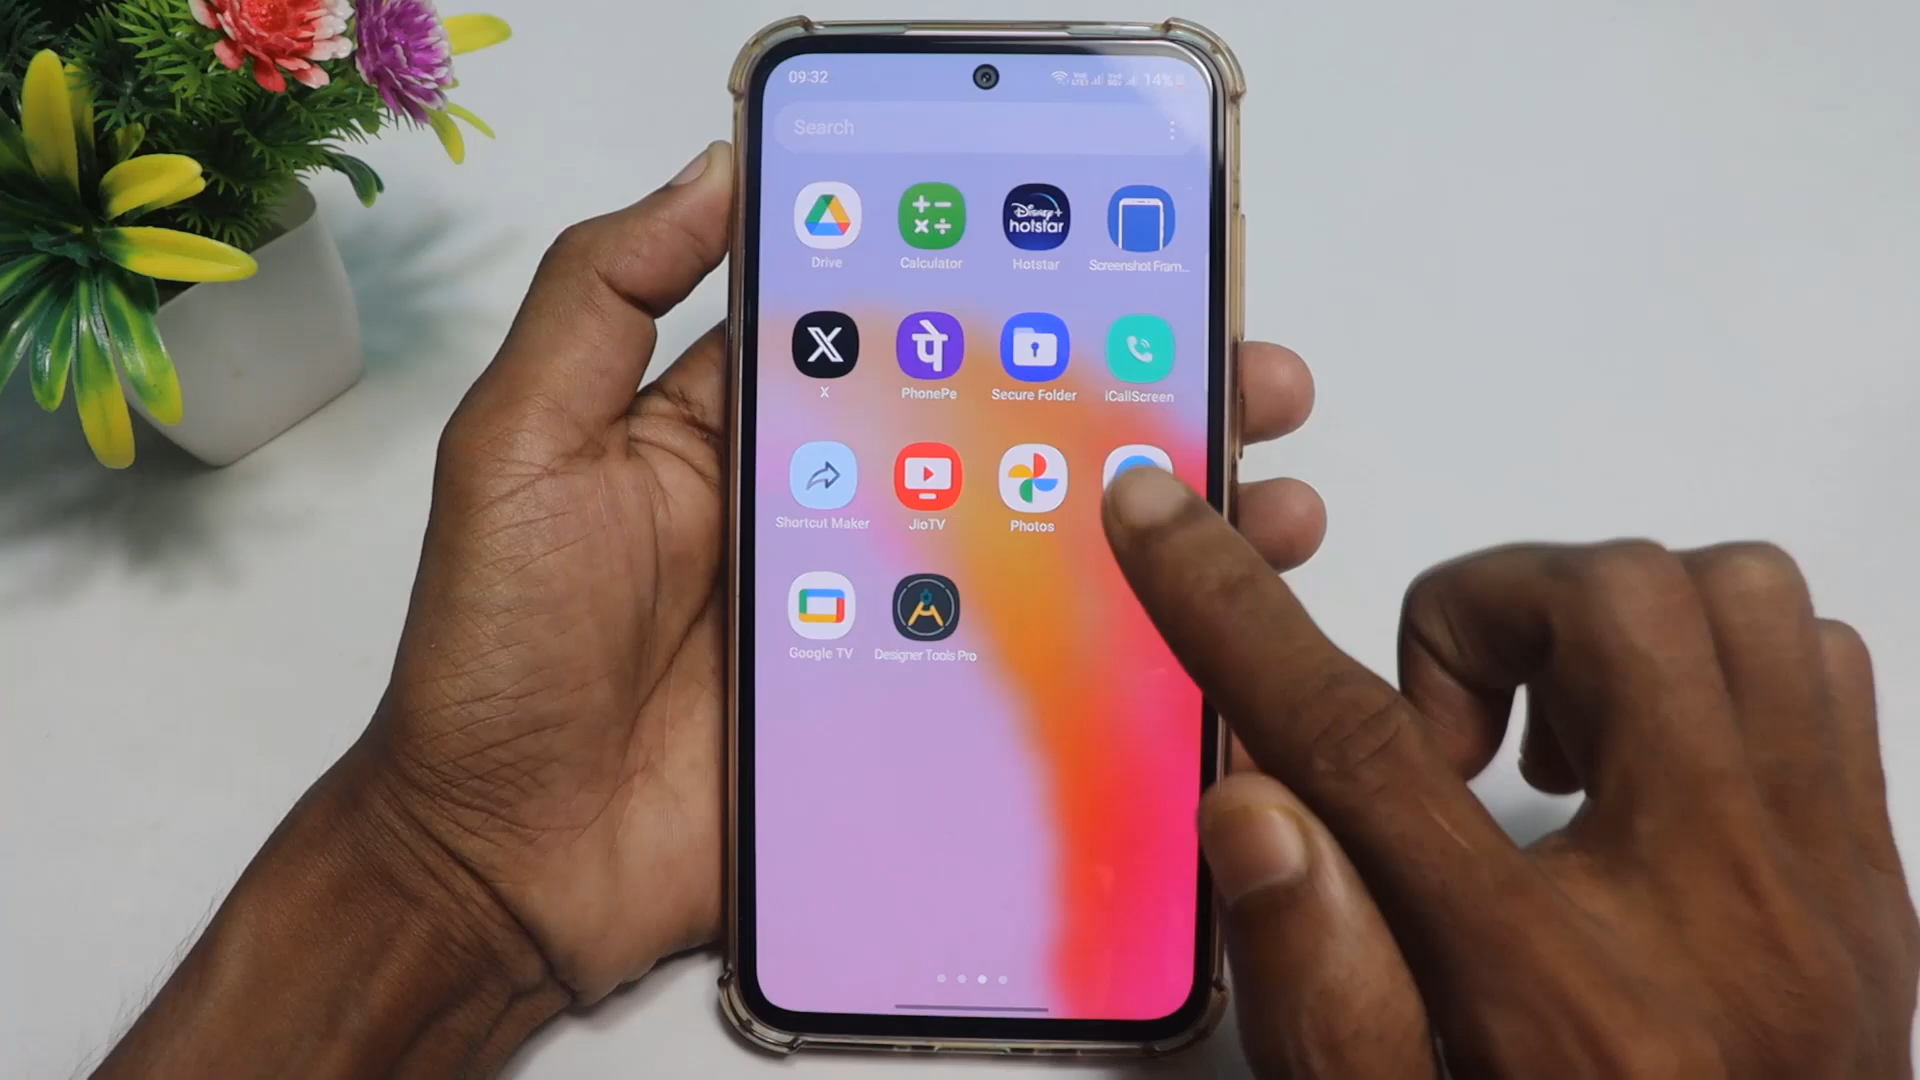 09:32
14%
Search
Disney+
hotstar
Drive
Calculator
Hotstar
Screenshot Fram...
पे
X
PhonePe
Secure Folder
iCallScreen
Shortcut Maker
JioTV
Photos
Google TV
Designer Tools Pro